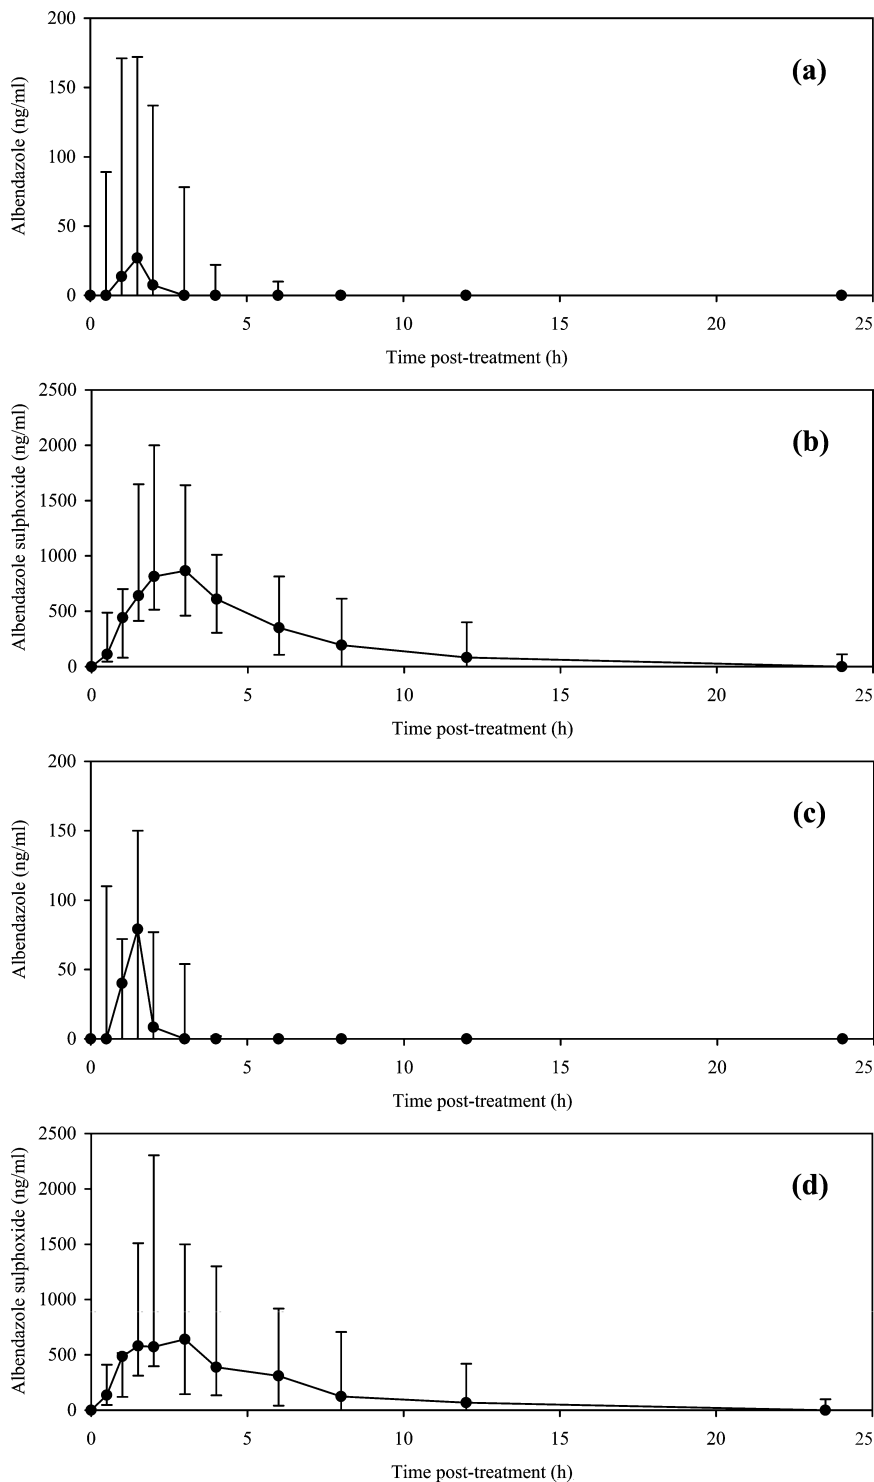 200
(a)
150
100
50
0
Albendazole (ng/ml)
0 5 10 15 20 25
Time post-treatment (h)
2500
(b)
2000
1500
1000
500
0
Albendazole sulphoxide (ng/ml)
0 5 10 15 20 25
Time post-treatment (h)
200
(c)
150
100
50
0
Albendazole (ng/ml)
0 5 10 15 20 25
Time post-treatment (h)
2500
(d)
2000
1500
1000
500
0
Albendazole sulphoxide (ng/ml)
0 5 10 15 20 25
Time post-treatment (h)